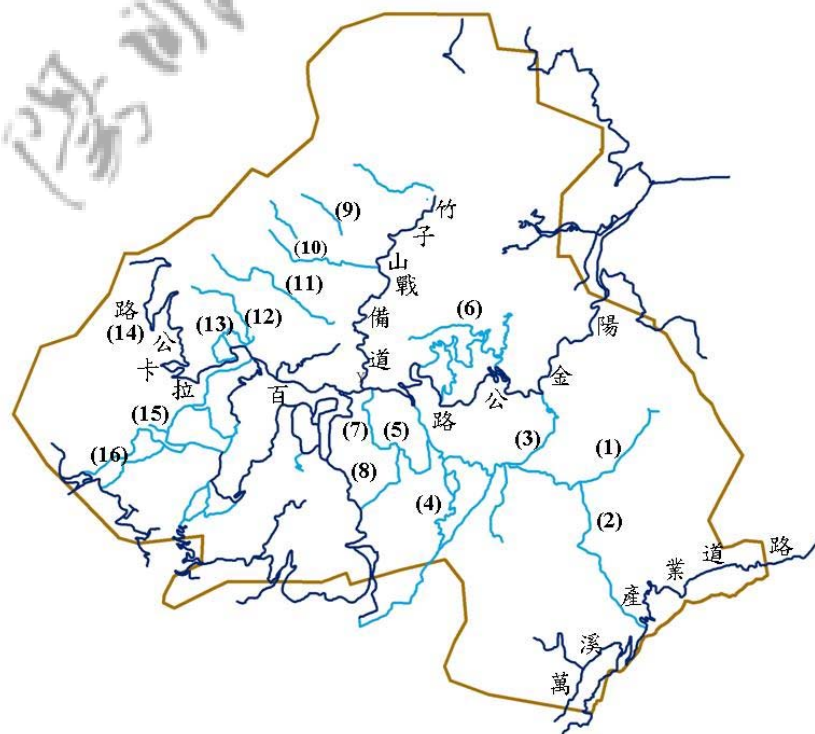 竹子山戰備道
(9)
(10)
(11)
(12)
(13)
路
(14)
公
卡
拉
百
(6)
陽
金
公
路
(15)
(16)
(7)
(5)
(8)
(4)
(3)
(1)
(2)
萬
溪
產
業
道
路